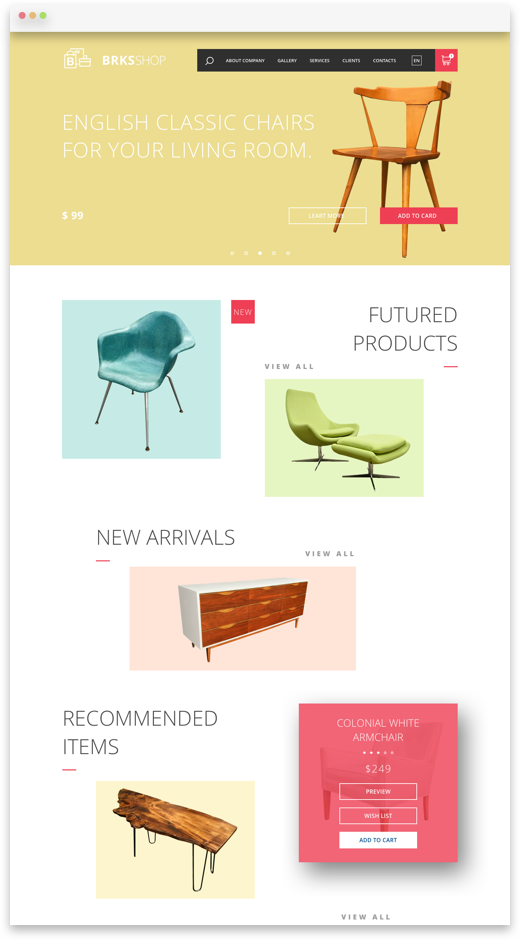 B
BRKSSHOP
ABOUT COMPANY
GALLERY
SERVICES
CLIENTS
CONTACTS
EN
1
ENGLISH CLASSIC CHAIRS
FOR YOUR LIVING ROOM.
$ 99
LEART MORE
ADD TO CARD
NEW
FUTURED
PRODUCTS
VIEW ALL
NEW ARRIVALS
VIEW ALL
RECOMMENDED
ITEMS
COLONIAL WHITE
ARMCHAIR
$249
PREVIEW
WISH LIST
ADD TO CART
VIEW ALL